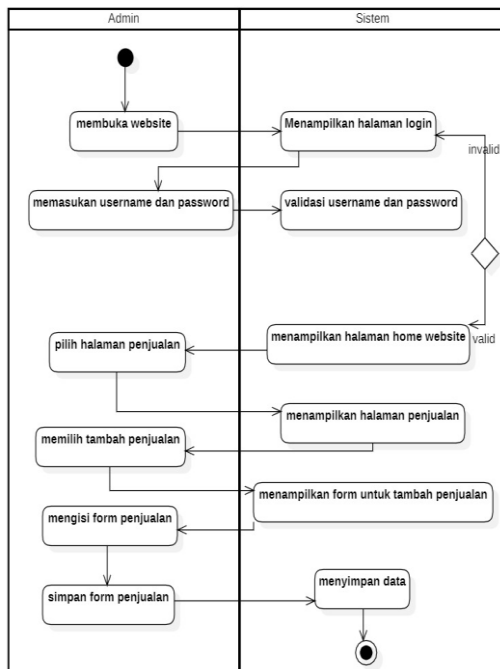 Admin
Sistem
membuka website
Menampilkan halaman login
invalid
memasukan username dan password
validasi username dan password
menampilkan halaman home website
valid
pilih halaman penjualan
menampilkan halaman penjualan
memilih tambah penjualan
menampilkan form untuk tambah penjualan
mengisi form penjualan
menyimpan data
simpan form penjualan